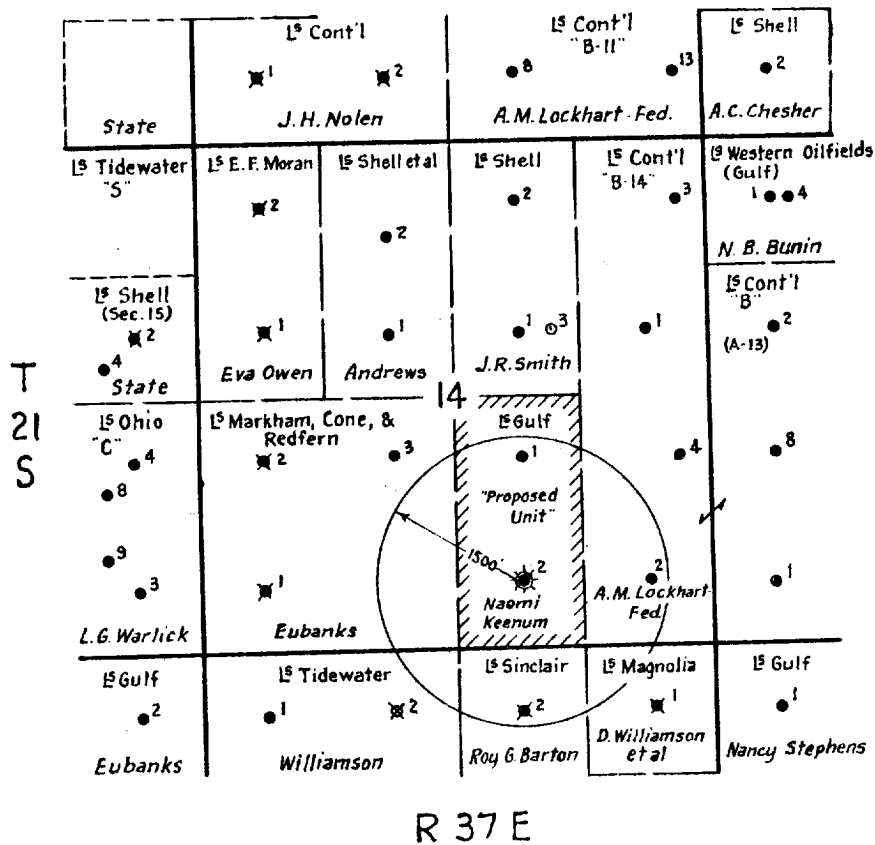 Ls Cont'l
1
2
J. H. Nolen
State
Ls Cont'l
"B-11"
8
13
A. M. Lockhart - Fed.
Ls Shell
2
A. C. Chesher
Ls Tidewater
"S"
Ls E. F. Moran
2
1
Eva Owen
Ls Shell et al
2
1
Andrews
Ls Shell
2
1
3
J. R. Smith
Ls Cont'l
"B-14"
3
1
Ls Western Oilfields
(Gulf)
1
4
N. B. Bunin
Ls Shell
(Sec. 15)
2
4
State
Ls Cont'l
"B"
2
(A-13)
8
1
T
21
S
14
Ls Ohio
"C"
4
8
9
3
L. G. Warlick
Ls Markham, Cone, &
Redfern
2
3
1
Eubanks
Ls Gulf
1
"Proposed
Unit"
1500'
2
Naomi
Keenum
4
2
A. M. Lockhart-
Fed.
Ls Gulf
2
Eubanks
Ls Tidewater
1
2
Williamson
Ls Sinclair
2
Roy G. Barton
Ls Magnolia
1
D. Williamson
et al
Ls Gulf
1
Nancy Stephens
R 37 E